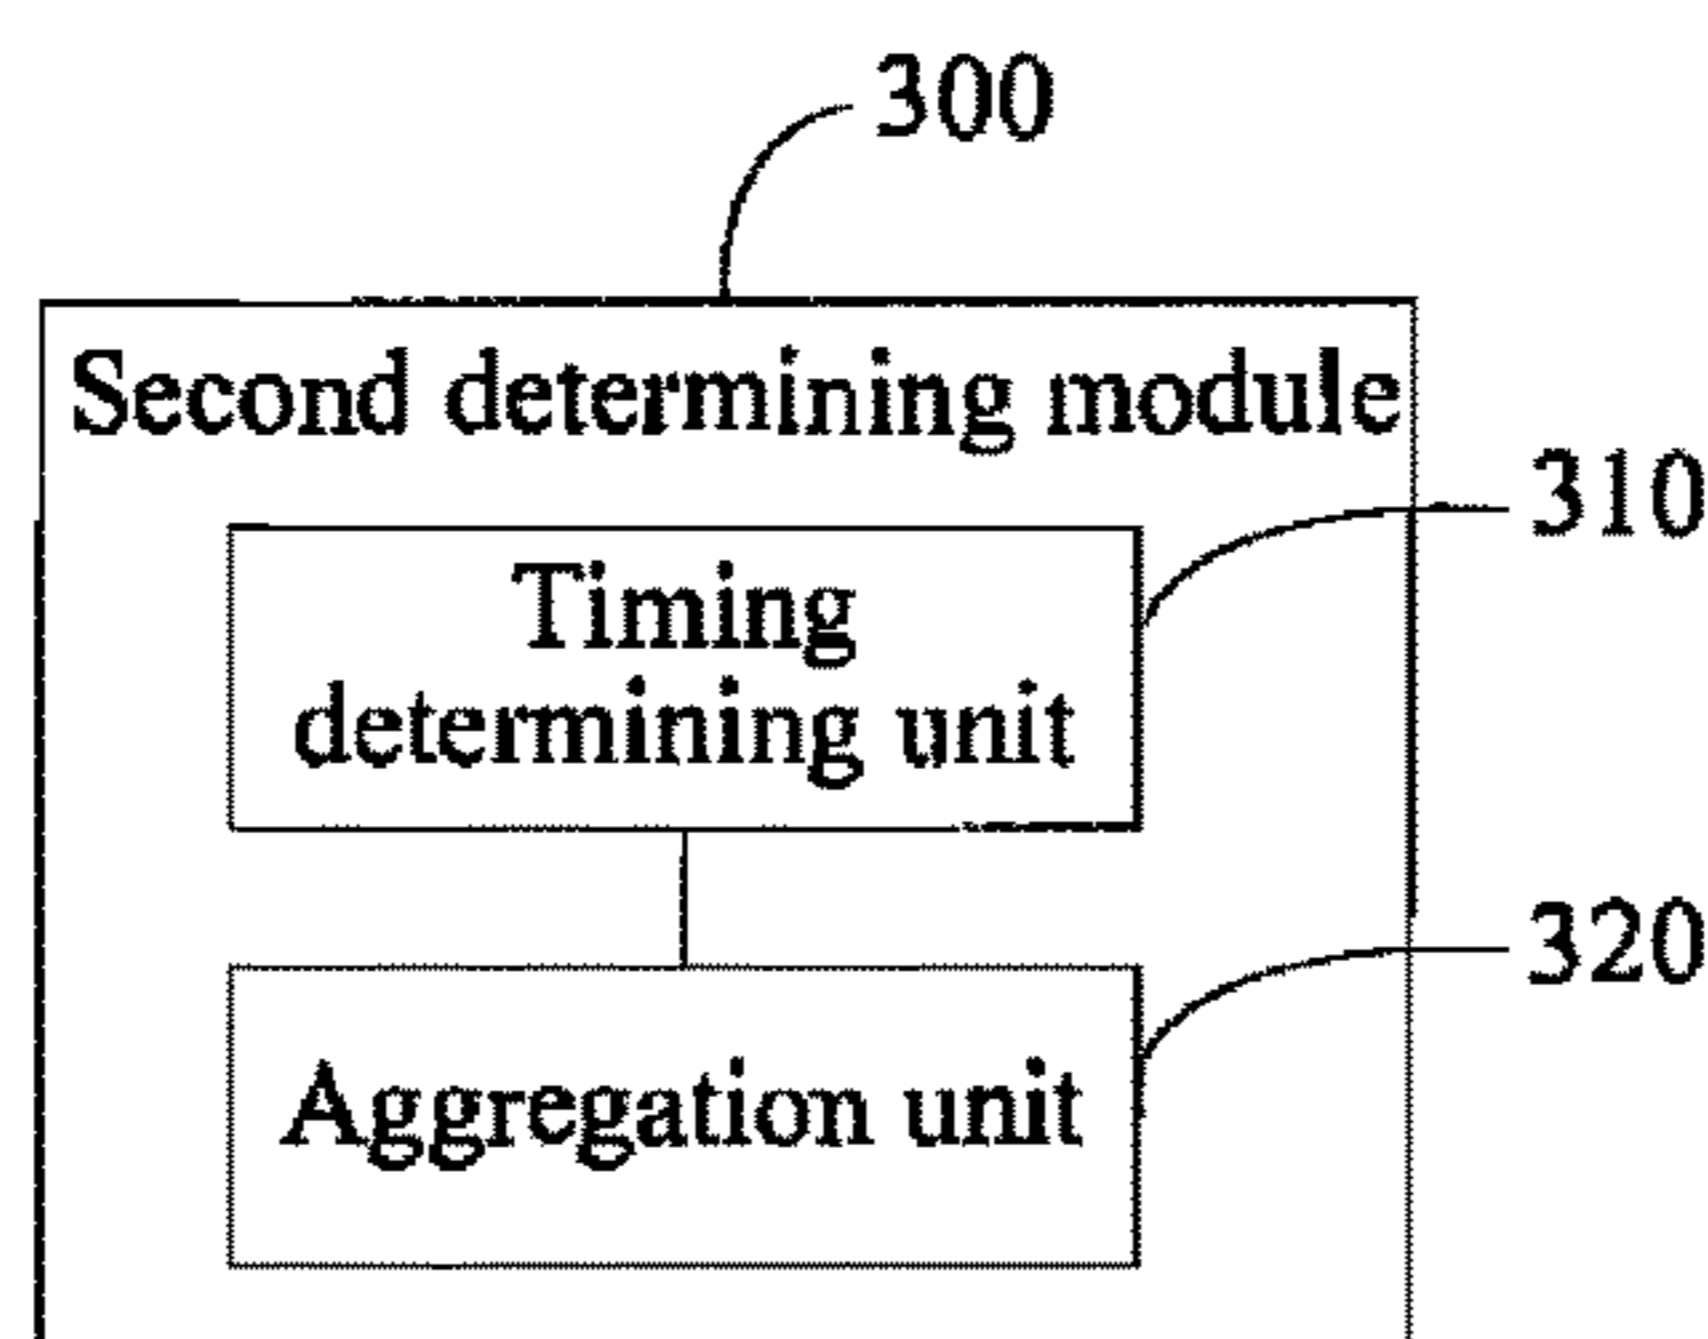 300
Second determining module
310
Timing
determining unit
320
Aggregation unit